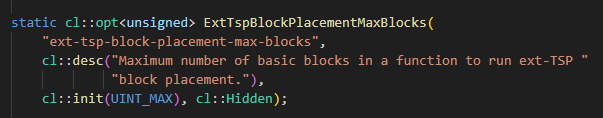 static cl::opt<unsigned> ExtTspBlockPlacementMaxBlocks(
    "ext-tsp-block-placement-max-blocks",
    cl::desc("Maximum number of basic blocks in a function to run ext-TSP "
             "block placement."),
    cl::init(UINT_MAX), cl::Hidden);